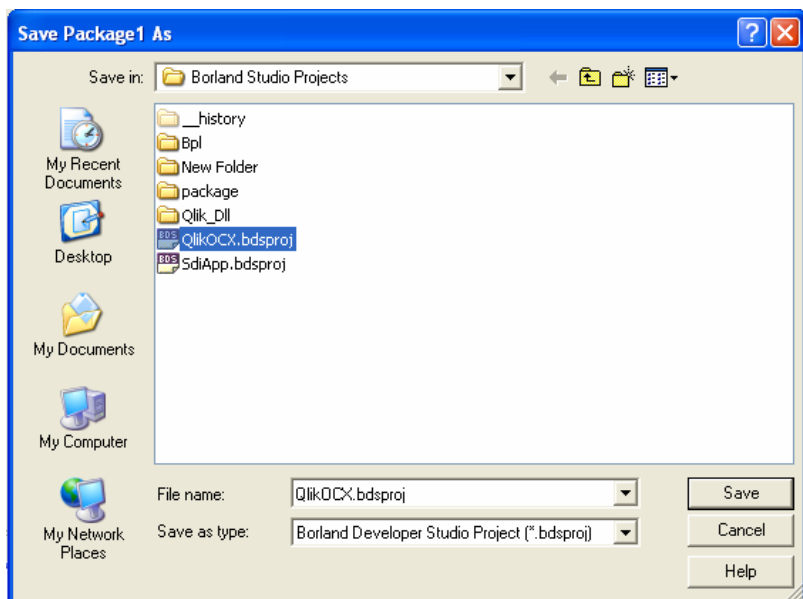 Save Package1 As
Save in: Borland Studio Projects
__history
Bpl
New Folder
package
Qlik_Dll
BDS QlikOCX.bdsproj
BDS SdiApp.bdsproj
My Recent
Documents
Desktop
My Documents
My Computer
My Network
Places
File name: QlikOCX.bdsproj Save
Save as type: Borland Developer Studio Project (*.bdsproj) Cancel
Help